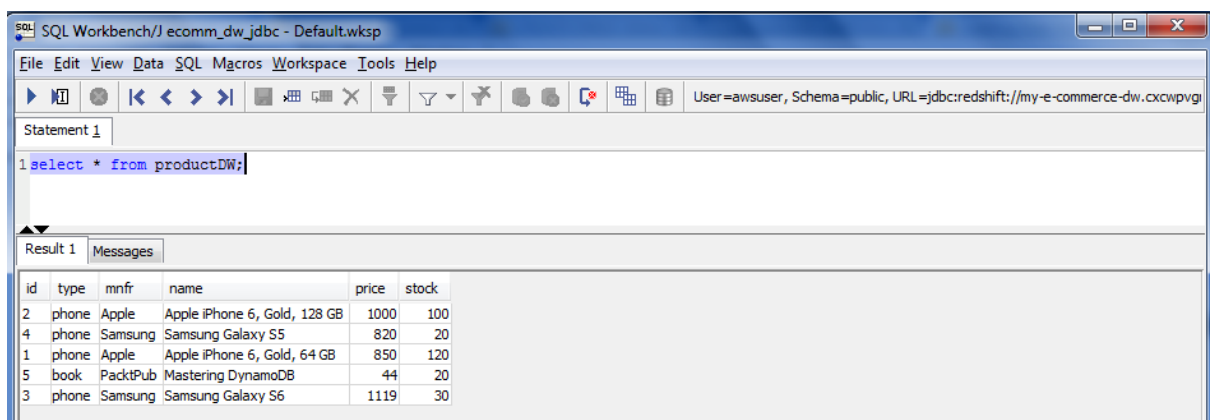 SQL Workbench/J ecomm_dw_jdbc - Default.wksp
File Edit View Data SQL Macros Workspace Tools Help
User=awsuser, Schema=public, URL=jdbc:redshift://my-e-commerce-dw.cxcwpvgr
Statement 1
1 select * from productDW;
Result 1 Messages
id type mnfr name price stock
2 phone Apple Apple iPhone 6, Gold, 128 GB 1000 100
4 phone Samsung Samsung Galaxy S5 820 20
1 phone Apple Apple iPhone 6, Gold, 64 GB 850 120
5 book PacktPub Mastering DynamoDB 44 20
3 phone Samsung Samsung Galaxy S6 1119 30